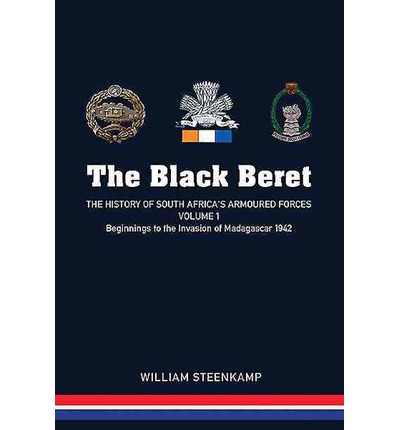 The Black Beret
THE HISTORY OF SOUTH AFRICA'S ARMOURED FORCES
VOLUME 1
Beginnings to the Invasion of Madagascar 1942
WILLIAM STEENKAMP